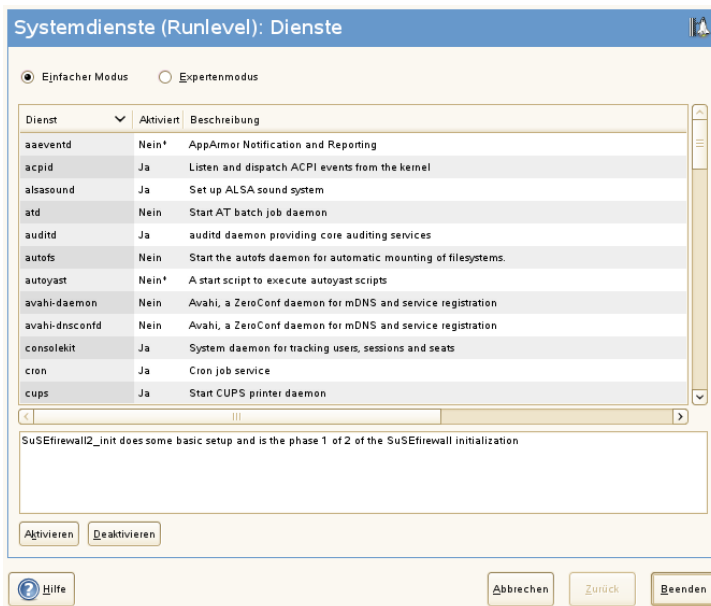 Systemdienste (Runlevel): Dienste
Einfacher Modus Expertenmodus
Dienst Aktiviert Beschreibung
aaeventd Nein* AppArmor Notification and Reporting
acpid Ja Listen and dispatch ACPI events from the kernel
alsasound Ja Set up ALSA sound system
atd Nein Start AT batch job daemon
auditd Ja auditd daemon providing core auditing services
autofs Nein Start the autofs daemon for automatic mounting of filesystems.
autoyast Nein* A start script to execute autoyast scripts
avahi-daemon Nein Avahi, a ZeroConf daemon for mDNS and service registration
avahi-dnsconfd Nein Avahi, a ZeroConf daemon for mDNS and service registration
consolekit Ja System daemon for tracking users, sessions and seats
cron Ja Cron job service
cups Ja Start CUPS printer daemon
SuSEfirewall2_init does some basic setup and is the phase 1 of 2 of the SuSEfirewall initialization
Aktivieren Deaktivieren
Hilfe Abbrechen Zurück Beenden